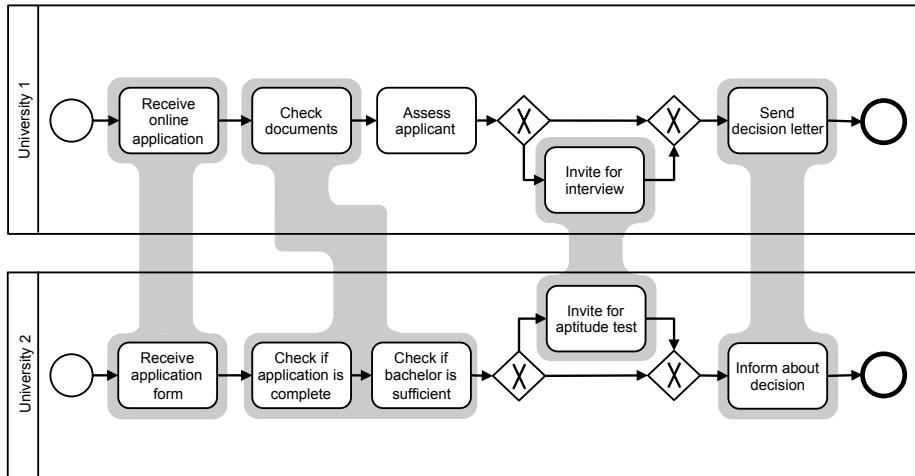 University 1
Receive
online
application
Check
documents
Assess
applicant
X
X
Invite for
interview
Send
decision letter
University 2
Receive
application
form
Check if
application is
complete
Check if
bachelor is
sufficient
X
Invite for
aptitude test
X
Inform about
decision